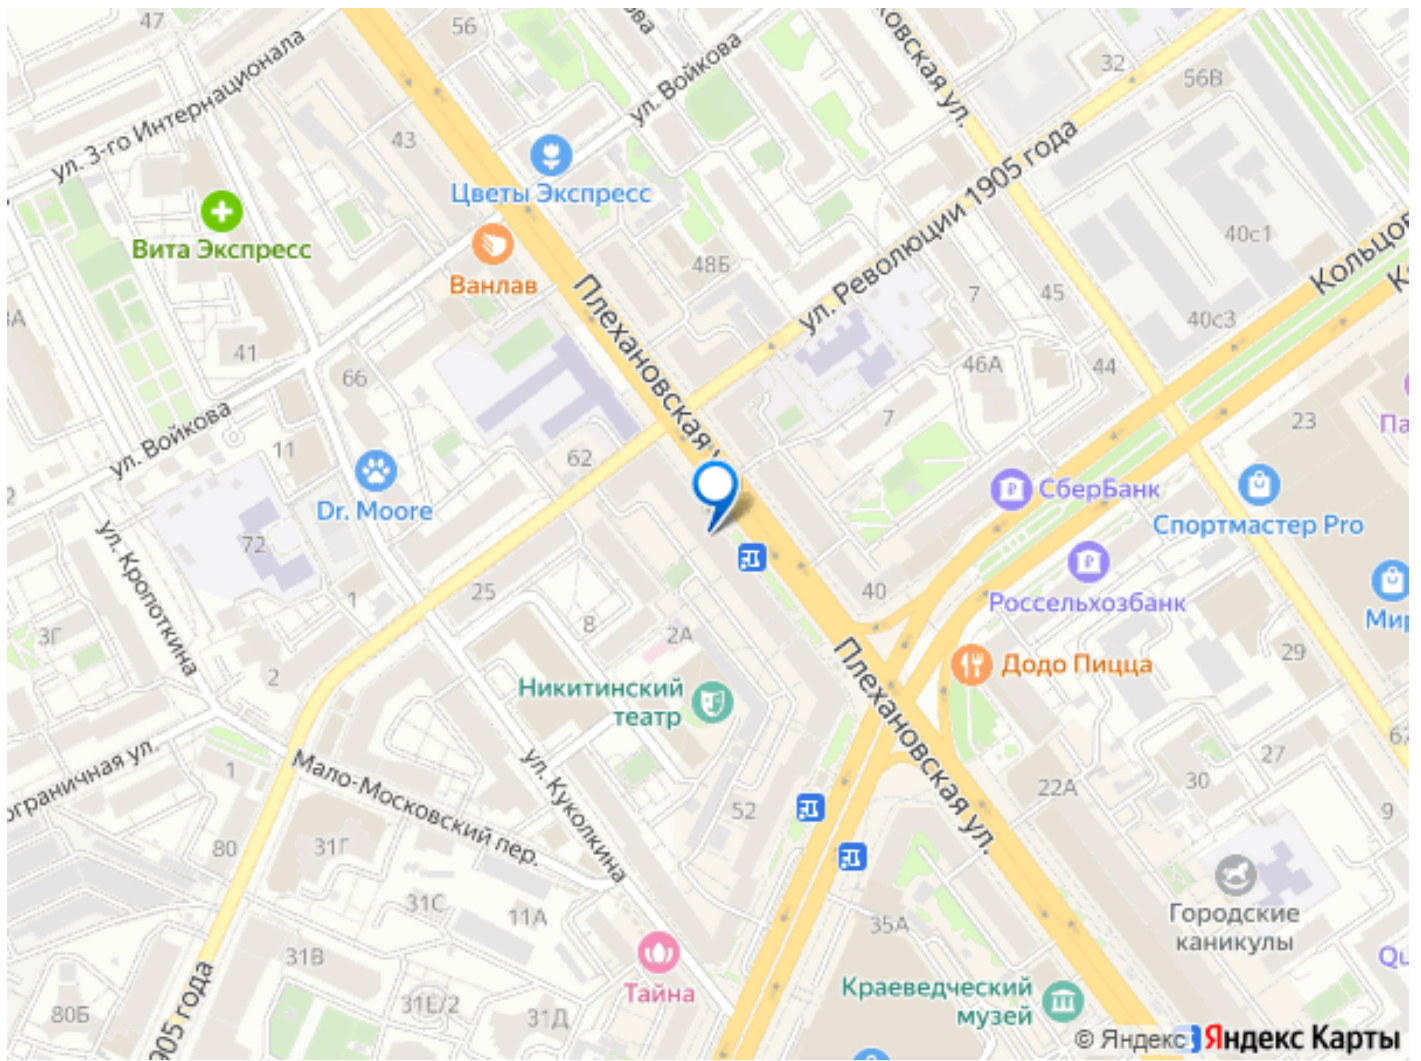 47
56
ул. 3-го Интернационала
ул. Войкова
32
56В
43
Цветы Экспресс
ул. Революции 1905 года
Вита Экспресс
Ванлав
48Б
40с1
Плехановская
7
45
40с3
41
66
46А
44
23
7
ул. Войкова
11
62
СберБанк
Dr. Moore
Спортмастер Pro
72
ул. Кропоткина
40
Россельхозбанк
1
25
8
2А
3Г
29
Додо Пицца
2
Никитинский
театр
Плехановская ул.
27
30
22А
9
1
Мало-Московский пер.
ул. Куколкина
52
80
31Г
31С
11А
35А
Городские
каникулы
31В
Тайна
Краеведческий
музей
31Е/2
31Д
80Б
© Яндекс
Яндекс Карты